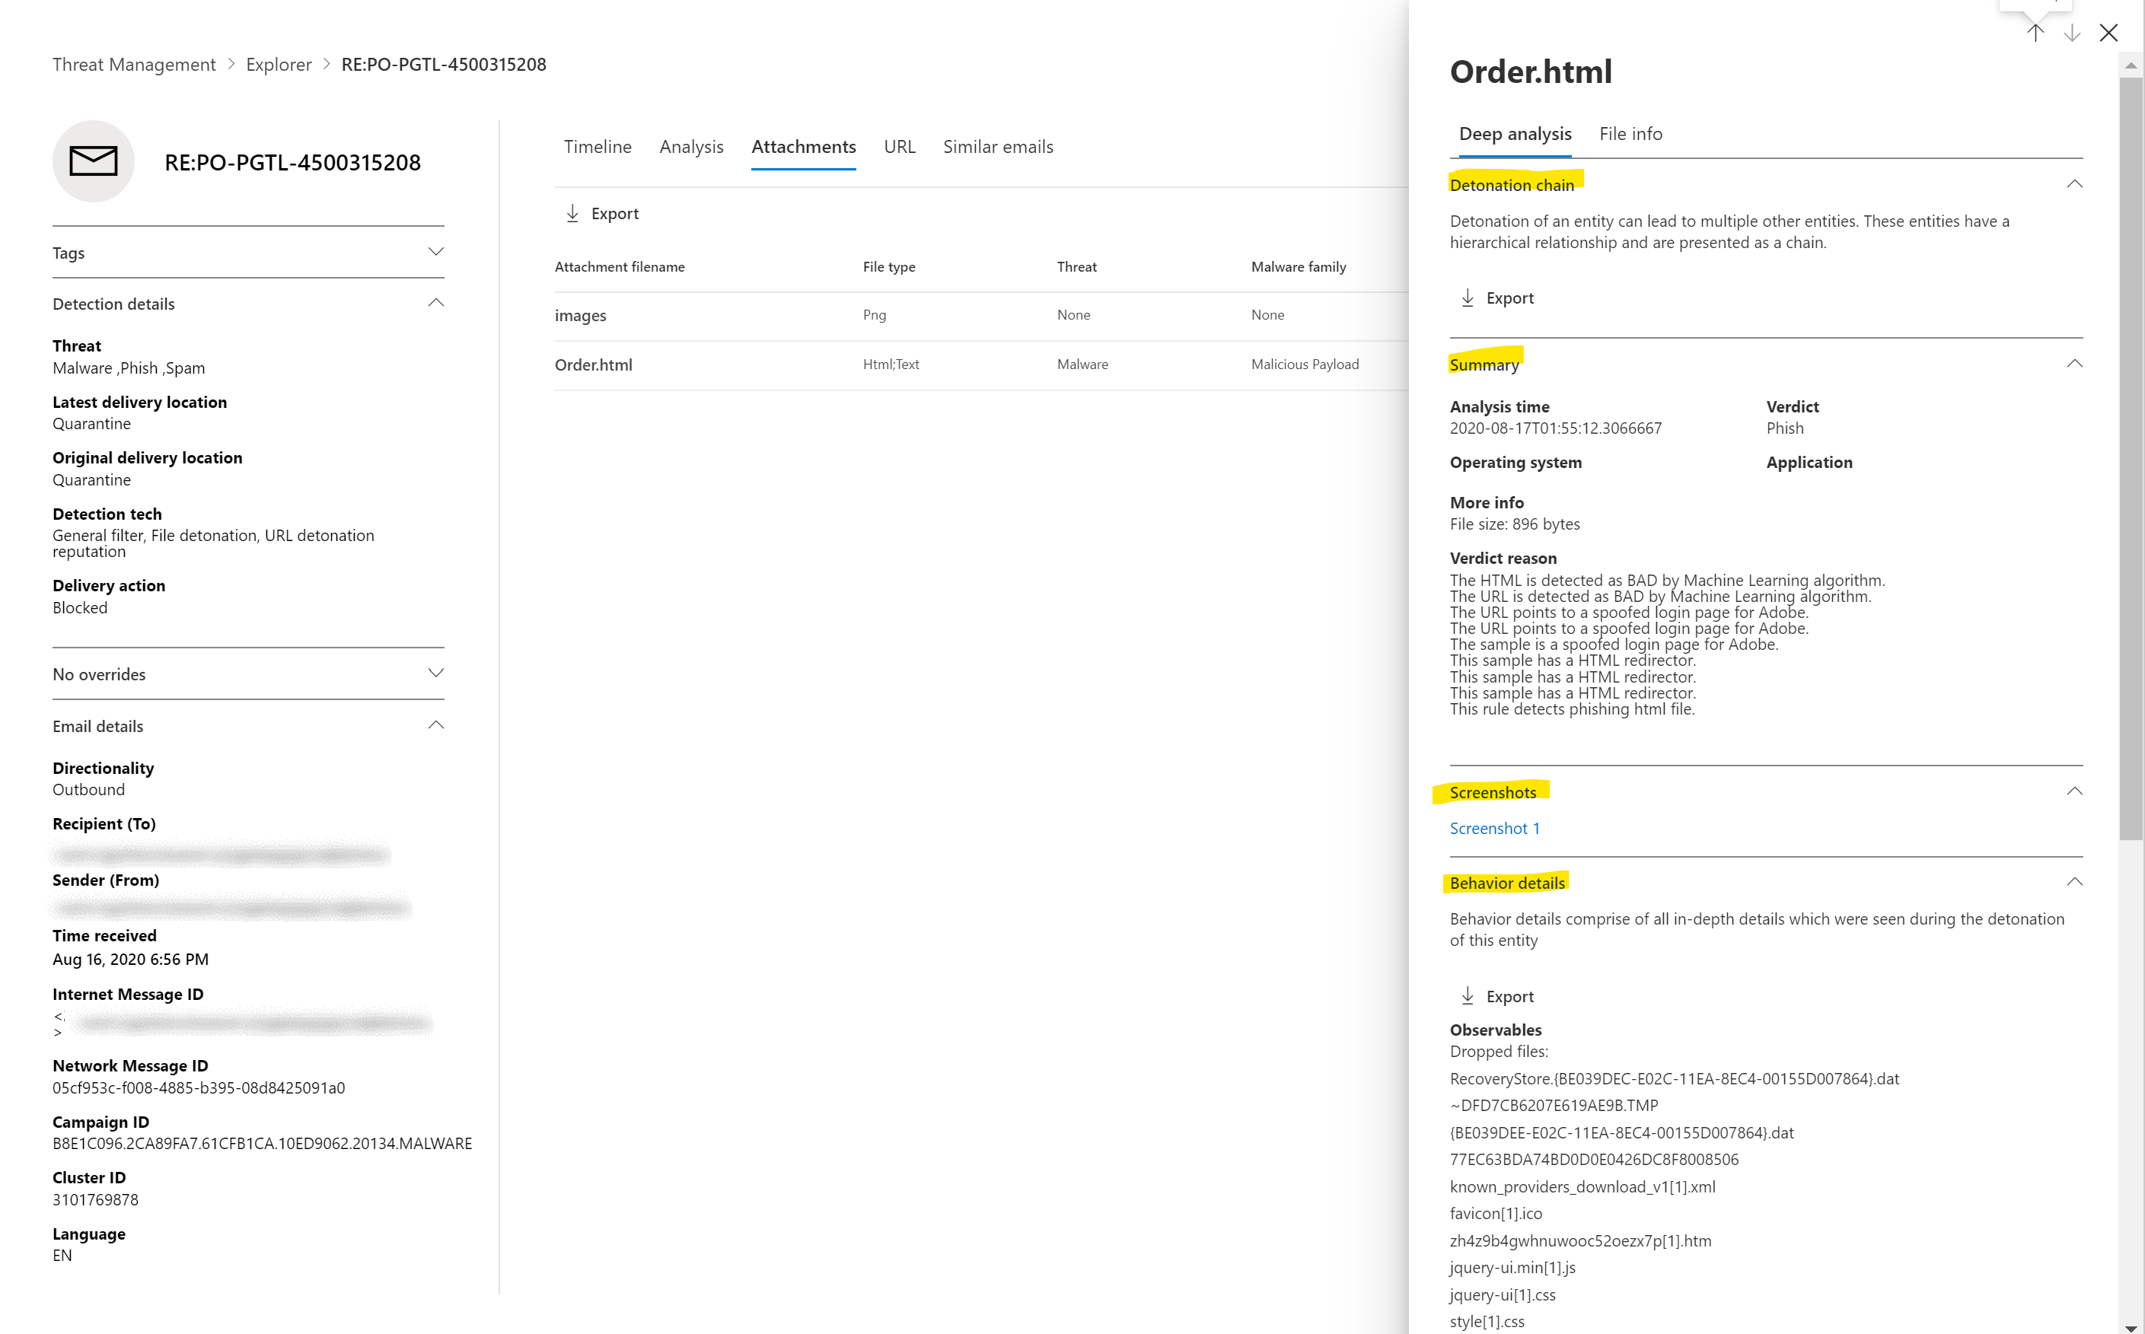 Threat Management > Explorer > RE:PO-PGTL-4500315208
RE:PO-PGTL-4500315208
Tags
Detection details
Threat
Malware ,Phish ,Spam
Latest delivery location
Quarantine
Original delivery location
Quarantine
Detection tech
General filter, File detonation, URL detonation
reputation
Delivery action
Blocked
No overrides
Email details
Directionality
Outbound
Recipient (To)
Sender (From)
Time received
Aug 16, 2020 6:56 PM
Internet Message ID
<
>
Network Message ID
05cf953c-f008-4885-b395-08d8425091a0
Campaign ID
B8E1C096.2CA89FA7.61CFB1CA.10ED9062.20134.MALWARE
Cluster ID
3101769878
Language
EN
Timeline Analysis Attachments URL Similar emails
Export
Attachment filename File type Threat Malware family
images Png None None
Order.html Html;Text Malware Malicious Payload
Order.html
Deep analysis File info
Detonation chain
Detonation of an entity can lead to multiple other entities. These entities have a
hierarchical relationship and are presented as a chain.
Export
Summary
Analysis time Verdict
2020-08-17T01:55:12.3066667 Phish
Operating system Application
More info
File size: 896 bytes
Verdict reason
The HTML is detected as BAD by Machine Learning algorithm.
The URL is detected as BAD by Machine Learning algorithm.
The URL points to a spoofed login page for Adobe.
The URL points to a spoofed login page for Adobe.
The sample is a spoofed login page for Adobe.
This sample has a HTML redirector.
This sample has a HTML redirector.
This sample has a HTML redirector.
This rule detects phishing html file.
Screenshots
Screenshot 1
Behavior details
Behavior details comprise of all in-depth details which were seen during the detonation
of this entity
Export
Observables
Dropped files:
RecoveryStore.{BE039DEC-E02C-11EA-8EC4-00155D007864}.dat
~DFD7CB6207E619AE9B.TMP
{BE039DEE-E02C-11EA-8EC4-00155D007864}.dat
77EC63BDA74BD0D0E0426DC8F8008506
known_providers_download_v1[1].xml
favicon[1].ico
zh4z9b4gwhnuwooc52oezx7p[1].htm
jquery-ui.min[1].js
jquery-ui[1].css
style[1].css